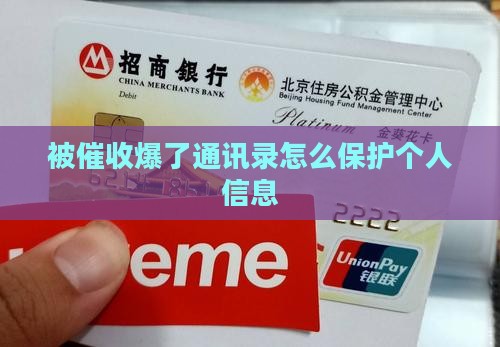 招商银行
CHINA MERCHANTS BANK
Debit
北京住房公积金管理中心
Beijing Housing Fund Management Center
Platinum
金葵花卡
被催收爆了通讯录怎么保护个人
信息
2222
reme
UnionPay
银联